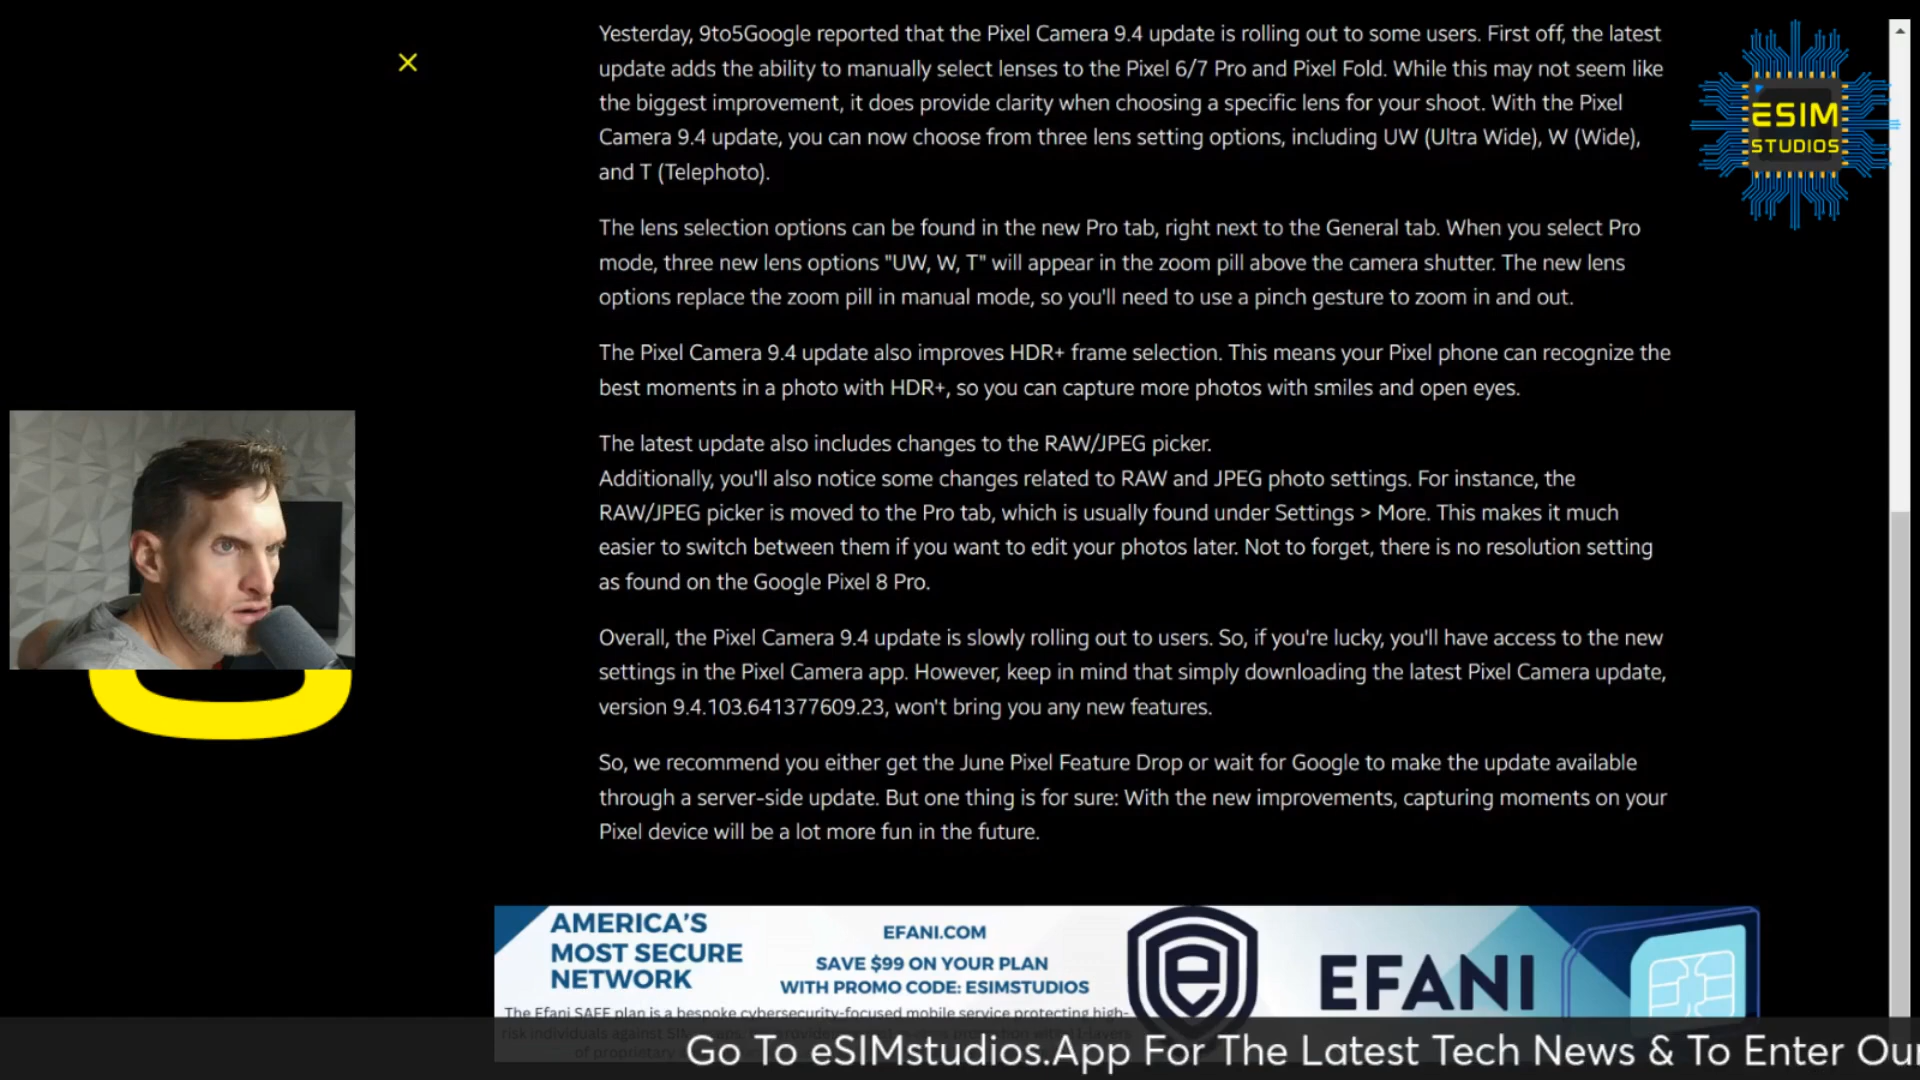 Yesterday, 9to5Google reported that the Pixel Camera 9.4 update is rolling out to some users. First off, the latest
update adds the ability to manually select lenses to the Pixel 6/7 Pro and Pixel Fold. While this may not seem like
the biggest improvement, it does provide clarity when choosing a specific lens for your shoot. With the Pixel
Camera 9.4 update, you can now choose from three lens setting options, including UW (Ultra Wide), W (Wide),
and T (Telephoto).
ESIM
STUDIOS
The lens selection options can be found in the new Pro tab, right next to the General tab. When you select Pro
mode, three new lens options "UW, W, T" will appear in the zoom pill above the camera shutter. The new lens
options replace the zoom pill in manual mode, so you'll need to use a pinch gesture to zoom in and out.
The Pixel Camera 9.4 update also improves HDR+ frame selection. This means your Pixel phone can recognize the
best moments in a photo with HDR+, so you can capture more photos with smiles and open eyes.
The latest update also includes changes to the RAW/JPEG picker.
Additionally, you'll also notice some changes related to RAW and JPEG photo settings. For instance, the
RAW/JPEG picker is moved to the Pro tab, which is usually found under Settings > More. This makes it much
easier to switch between them if you want to edit your photos later. Not to forget, there is no resolution setting
as found on the Google Pixel 8 Pro.
Overall, the Pixel Camera 9.4 update is slowly rolling out to users. So, if you're lucky, you'll have access to the new
settings in the Pixel Camera app. However, keep in mind that simply downloading the latest Pixel Camera update,
version 9.4.103.641377609.23, won't bring you any new features.
So, we recommend you either get the June Pixel Feature Drop or wait for Google to make the update available
through a server-side update. But one thing is for sure: With the new improvements, capturing moments on your
Pixel device will be a lot more fun in the future.
AMERICA'S
MOST SECURE
NETWORK
EFANI.COM
SAVE $99 ON YOUR PLAN
WITH PROMO CODE: ESIMSTUDIOS
e
EFANI
The Efani SAFE plan is a bespoke cybersecurity-focused mobile service protecting high-
risk individuals against SIM
of proprietary
Go To eSIMstudios.App For The Latest Tech News & To Enter Our